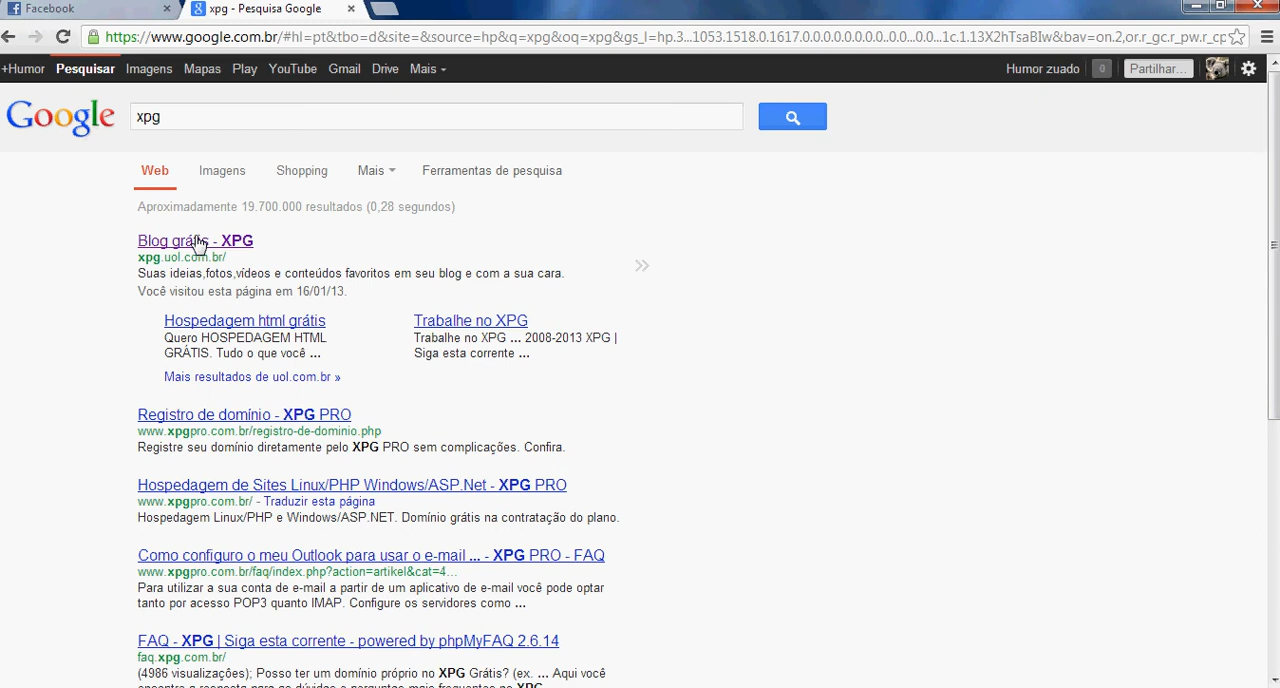 Facebook
xpg - Pesquisa Google
https://www.google.com.br/#hl=pt&tbo=d&site=&source=hp&q=xpg&oq=xpg&gs_l=hp.3...1053.1518.0.1617.0.0.0.0.0.0.0.0..0.0...0.0...1c.1.13X2hTsaBIw&bav=on.2,or.r_gc.r_pw.r_cp
+Humor Pesquisar Imagens Mapas Play YouTube Gmail Drive Mais Humor zuado 0 Partilhar...
Google
xpg
Web Imagens Shopping Mais Ferramentas de pesquisa
Aproximadamente 19.700.000 resultados (0,28 segundos)
Blog grátis - XPG
xpg.uol.com.br/
Suas ideias,fotos,vídeos e conteúdos favoritos em seu blog e com a sua cara.
Você visitou esta página em 16/01/13.
Hospedagem html grátis
Quero HOSPEDAGEM HTML
GRÁTIS. Tudo o que você ...
Trabalhe no XPG
Trabalhe no XPG ... 2008-2013 XPG |
Siga esta corrente ...
Mais resultados de uol.com.br »
Registro de domínio - XPG PRO
www.xpgpro.com.br/registro-de-dominio.php
Registre seu domínio diretamente pelo XPG PRO sem complicações. Confira.
Hospedagem de Sites Linux/PHP Windows/ASP.Net - XPG PRO
www.xpgpro.com.br/ - Traduzir esta página
Hospedagem Linux/PHP e Windows/ASP.NET. Domínio grátis na contratação do plano.
Como configuro o meu Outlook para usar o e-mail ... - XPG PRO - FAQ
www.xpgpro.com.br/faq/index.php?action=artikel&cat=4...
Para utilizar a sua conta de e-mail a partir de um aplicativo de e-mail você pode optar
tanto por acesso POP3 quanto IMAP. Configure os servidores como ...
FAQ - XPG | Siga esta corrente - powered by phpMyFAQ 2.6.14
faq.xpg.com.br/
(4986 visualizações); Posso ter um domínio próprio no XPG Grátis? (ex. ... Aqui você
encontra a resposta para as dúvidas e perguntas mais frequentes no XPG